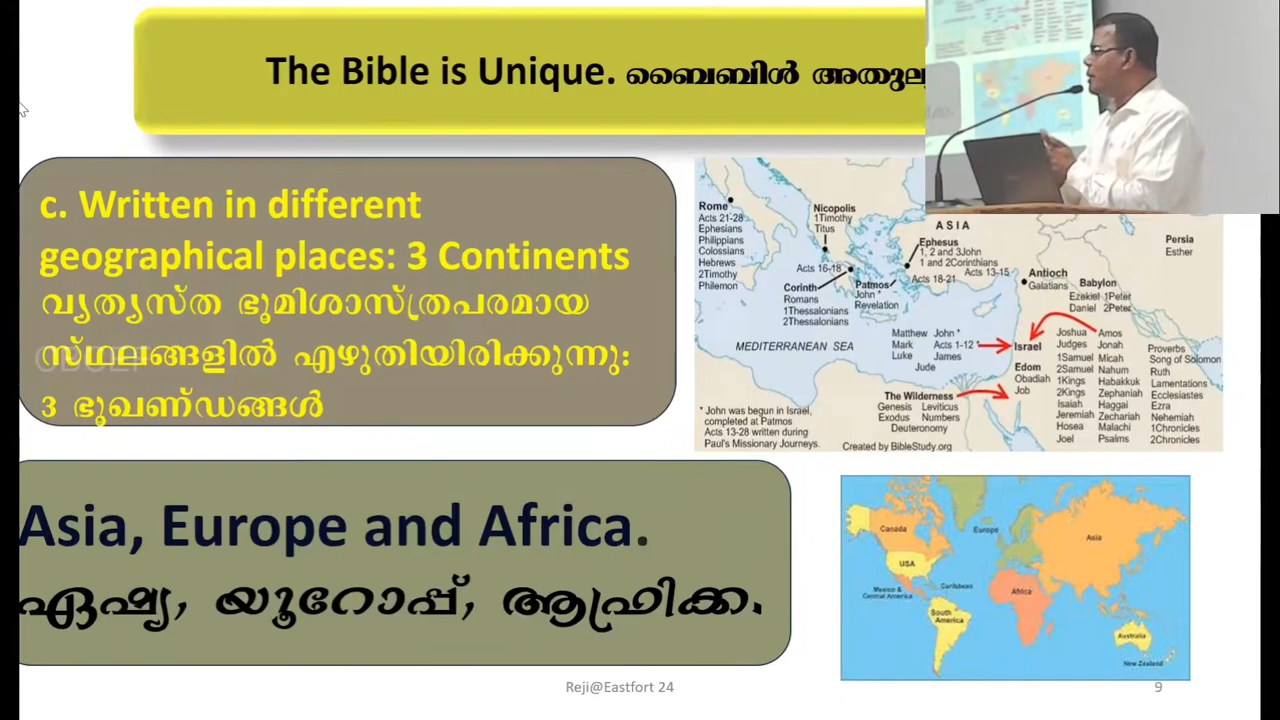 The Bible is Unique. ബൈബിൾ
c. Written in different
geographical places: 3 Continents
വ്യത്യസ്ത ഭൂമിശാസ്ത്രപരമായ
സ്ഥലങ്ങളിൽ എഴുതിയിരിക്കുന്നു:
3 ഭൂഖണ്ഡങ്ങൾ
Asia, Europe and Africa.
ഏഷ്യ, യൂറോപ്പ്, ആഫ്രിക്ക.
Rome
Acts 21-28
Ephesians
Philippians
Colossians
Hebrews
2Timothy
Philemon
Nicopolis
1Timothy
Titus
Acts 16-18
Corinth
Romans
1Thessalonians
2Thessalonians
ASIA
Ephesus
1, 2 and 3John
1 and 2Corinthians
Acts 18-21
Acts 13-15
Patmos
John *
Revelation
Antioch
Galatians
Persia
Esther
Babylon
Ezekiel 1Peter
Daniel 2Peter
MEDITERRANEAN SEA
Matthew John *
Mark Acts 1-12 *
Luke James
Jude
Israel
Edom
Obadiah
Job
Joshua
Judges
1Samuel
2Samuel
1Kings
2Kings
Isaiah
Jeremiah
Hosea
Joel
Amos
Jonah
Micah
Nahum
Habakkuk
Zephaniah
Haggai
Zechariah
Malachi
Psalms
Proverbs
Song of Solomon
Ruth
Lamentations
Ecclesiastes
Ezra
Nehemiah
1Chronicles
2Chronicles
The Wilderness
Genesis Leviticus
Exodus Numbers
Deuteronomy
* John was begun in Israel,
completed at Patmos
Acts 13-28 written during
Paul's Missionary Journeys.
Created by BibleStudy.org
Canada
USA
Mexico &
Central America
Caribbean
South
America
Europe
Asia
Africa
Australia
New Zealand
Reji@Eastfort 24
9